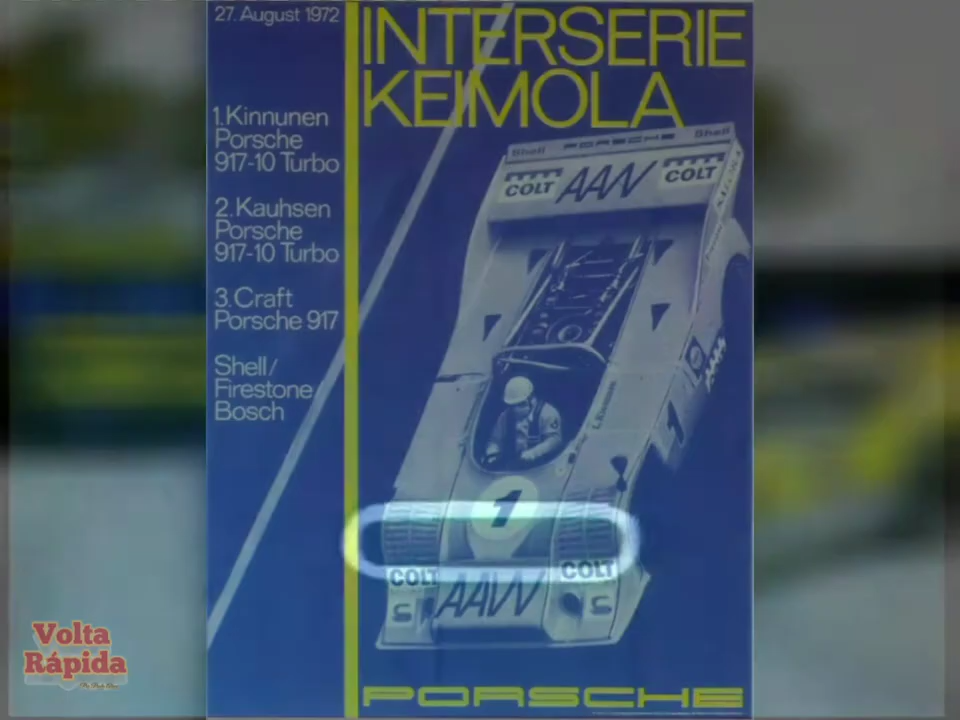 27. August 1972
INTERSERIE
KEIMOLA
1. Kinnunen
Porsche
917-10 Turbo
2. Kauhsen
Porsche
917-10 Turbo
3. Craft
Porsche 917
Shell/
Firestone
Bosch
Shell PORSCHE Shell
COLT AAW COLT
1
1
COLT AAW COLT
PORSCHE
Volta
Rápida